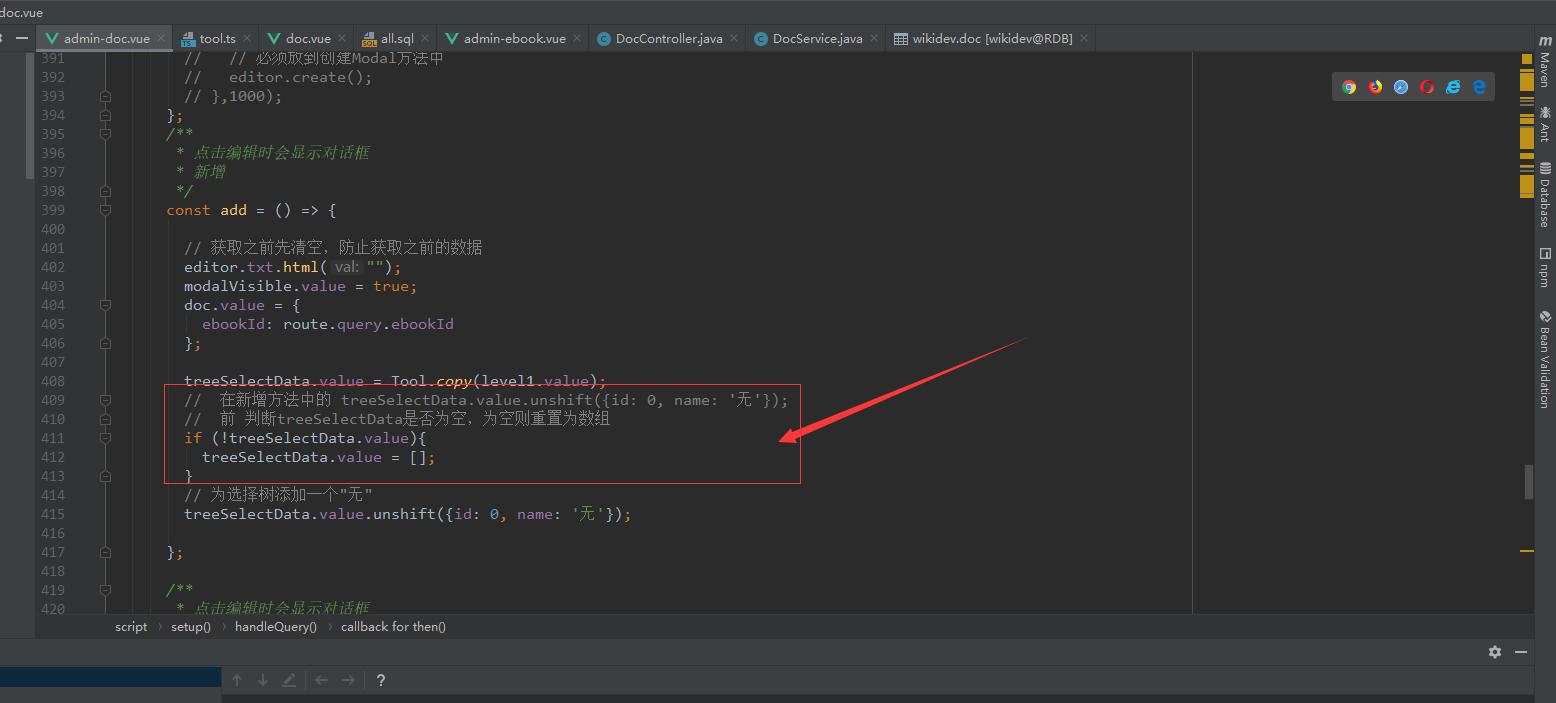 doc.vue
admin-doc.vue
tool.ts
doc.vue
all.sql
admin-ebook.vue
DocController.java
DocService.java
wikidev.doc [wikidev@RDB]
391 //   // 必须放到创建Modal方法中
392 //   editor.create();
393 // },1000);
394 };
395 /**
396 * 点击编辑时会显示对话框
397 * 新增
398 */
399 const add = () => {
400
401 // 获取之前先清空, 防止获取之前的数据
402 editor.txt.html( val: "");
403 modalVisible.value = true;
404 doc.value = {
405 ebookId: route.query.ebookId
406 };
407
408 treeSelectData.value = Tool.copy(level1.value);
409 //  在新增方法中的 treeSelectData.value.unshift({id: 0, name: '无'});
410 //  前 判断treeSelectData是否为空, 为空则重置为数组
411 if (!treeSelectData.value){
412 treeSelectData.value = [];
413 }
414 // 为选择树添加一个"无"
415 treeSelectData.value.unshift({id: 0, name: '无'});
416
417 };
418
419 /**
420 * 点击编辑时会显示对话框
script › setup() › handleQuery() › callback for then()
?
m Maven
Ant
Database
npm
Bean Validation